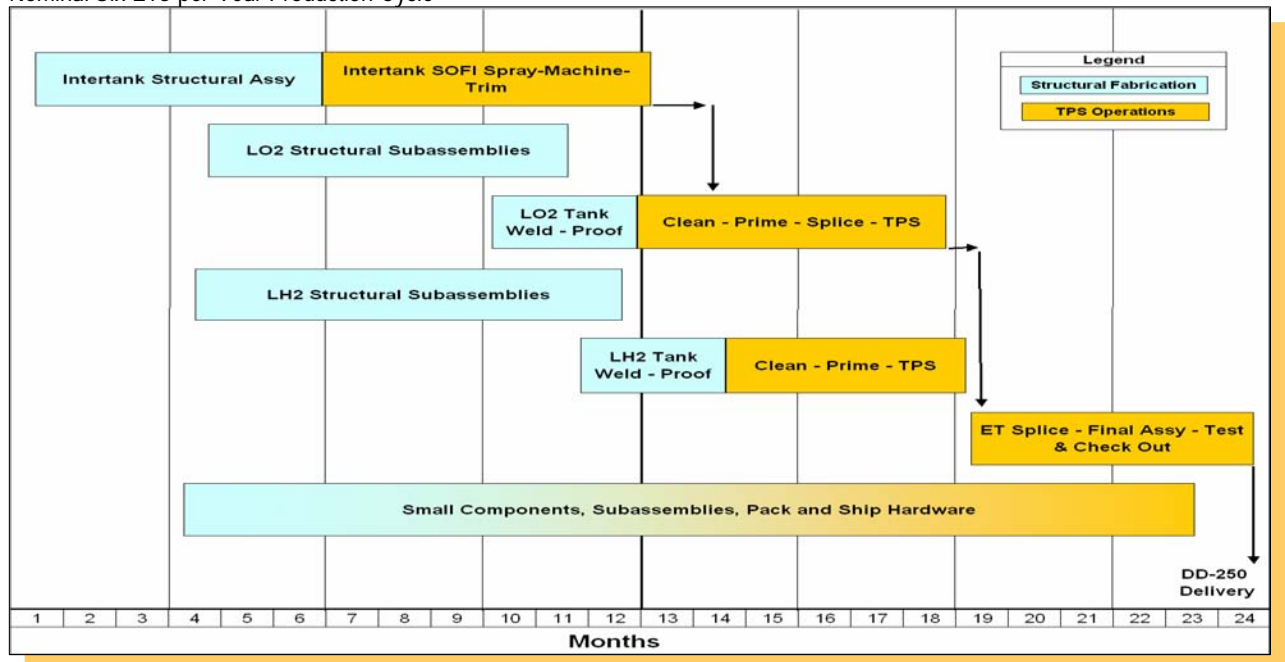 Nominal Six ETs per Year Production Cycle
Legend
Structural Fabrication
TPS Operations
Intertank Structural Assy
Intertank SOFI Spray-Machine-
Trim
LO2 Structural Subassemblies
LO2 Tank
Weld - Proof
Clean - Prime - Splice - TPS
LH2 Structural Subassemblies
LH2 Tank
Weld - Proof
Clean - Prime - TPS
ET Splice - Final Assy - Test
& Check Out
Small Components, Subassemblies, Pack and Ship Hardware
DD-250
Delivery
1 2 3 4 5 6 7 8 9 10 11 12 13 14 15 16 17 18 19 20 21 22 23 24
Months